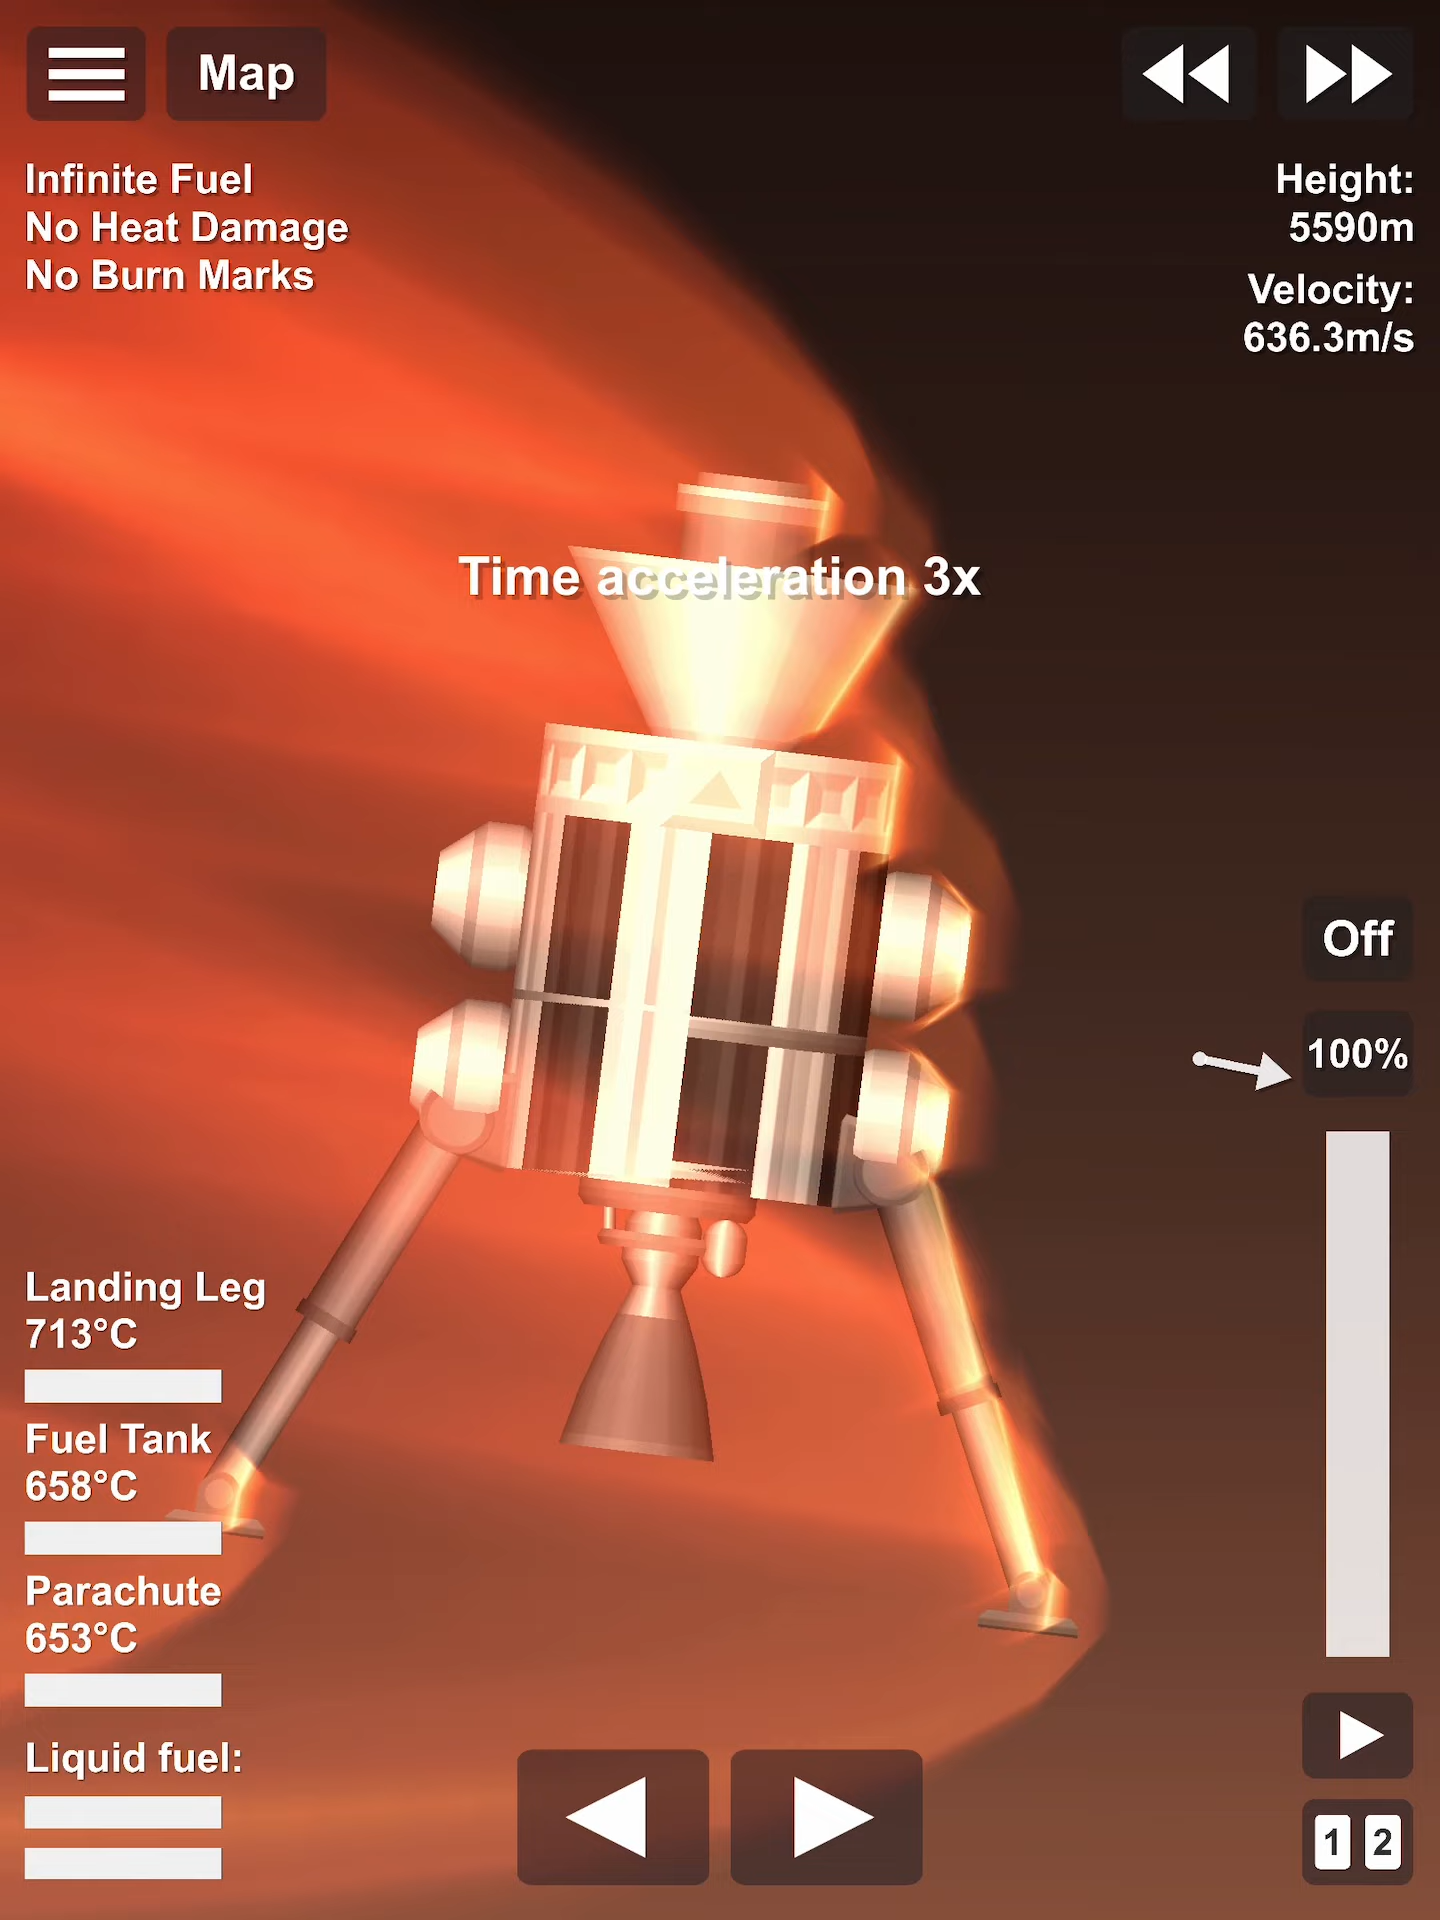 Map
Infinite Fuel
No Heat Damage
No Burn Marks
Height:
5590m
Velocity:
636.3m/s
Time acceleration 3x
Off
100%
Landing Leg
713°C
Fuel Tank
658°C
Parachute
653°C
Liquid fuel:
1 2